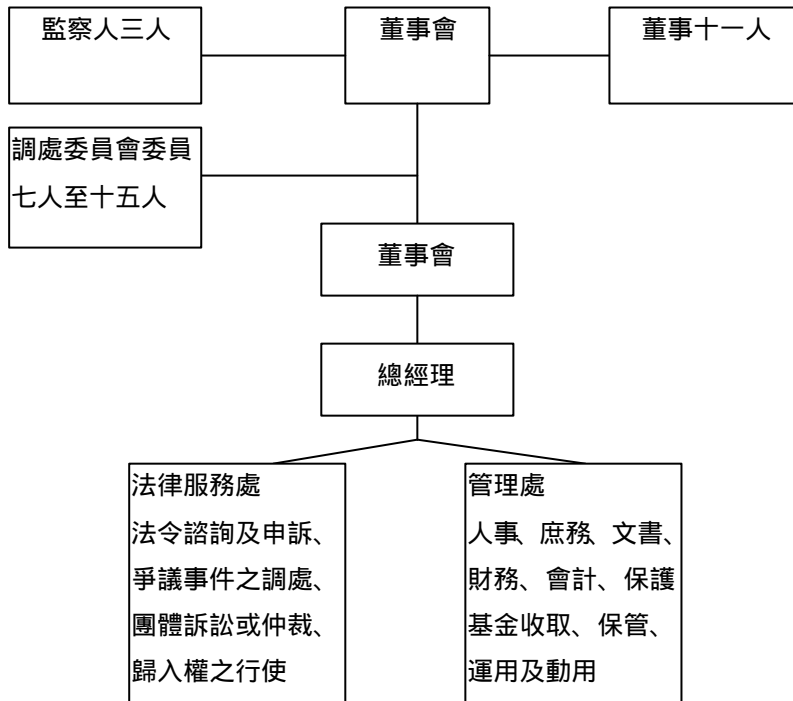 監察人三人
董事會
董事十一人
調處委員會委員
七人至十五人
董事會
總經理
法律服務處
法令諮詢及申訴、
爭議事件之調處、
團體訴訟或仲裁、
歸入權之行使
管理處
人事、庶務、文書、
財務、會計、保護
基金收取、保管、
運用及動用